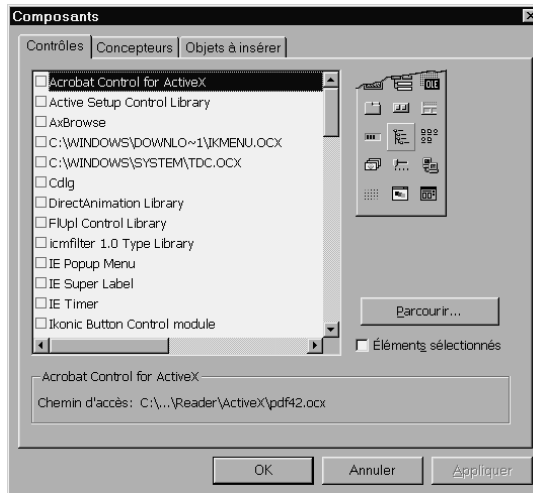 Composants
Contrôles Concepteurs Objets à insérer
Acrobat Control for ActiveX
Active Setup Control Library
AxBrowse
C:\WINDOWS\DOWNLO~1\IKMENU.OCX
C:\WINDOWS\SYSTEM\TDC.OCX
Cdlg
DirectAnimation Library
FlUpl Control Library
icmfilter 1.0 Type Library
IE Popup Menu
IE Super Label
IE Timer
Ikonic Button Control module
OLE
Parcourir...
Éléments sélectionnés
Acrobat Control for ActiveX
Chemin d'accès: C:\...\Reader\ActiveX\pdf42.ocx
OK Annuler Appliquer